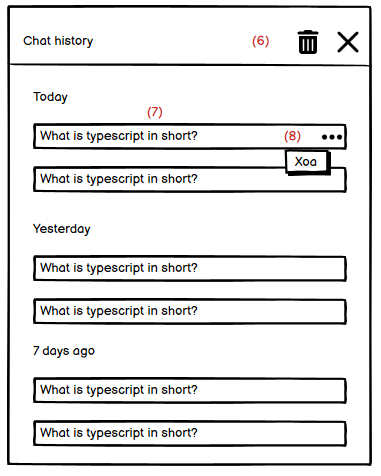 Chat history (6)
Today
(7)
What is typescript in short? (8)
Xoa
What is typescript in short?
Yesterday
What is typescript in short?
What is typescript in short?
7 days ago
What is typescript in short?
What is typescript in short?